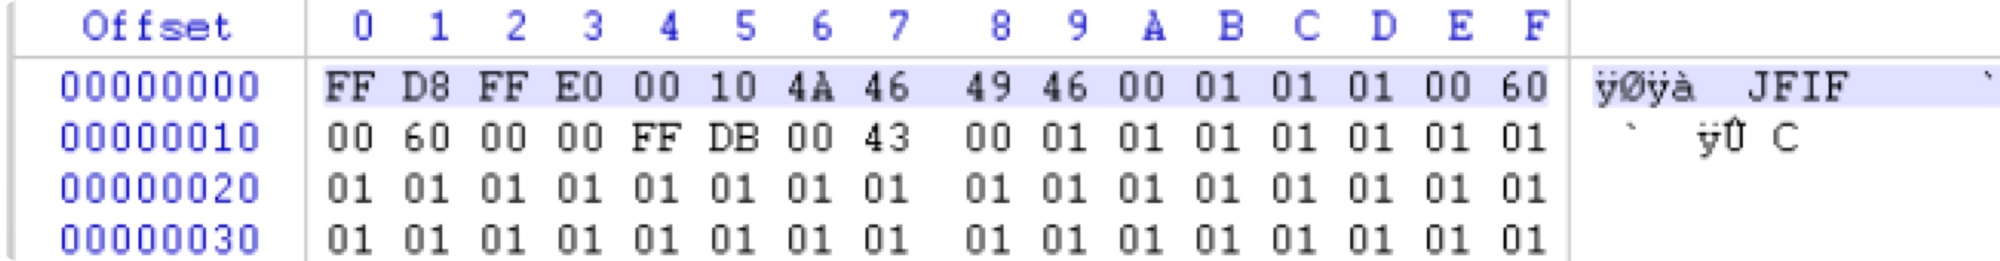 Offset 0 1 2 3 4 5 6 7 8 9 A B C D E F
00000000 FF D8 FF E0 00 10 4A 46 49 46 00 01 01 01 00 60 ÿØÿà JFIF `
00000010 00 60 00 00 FF DB 00 43 00 01 01 01 01 01 01 01 ` ÿÛ C
00000020 01 01 01 01 01 01 01 01 01 01 01 01 01 01 01 01
00000030 01 01 01 01 01 01 01 01 01 01 01 01 01 01 01 01